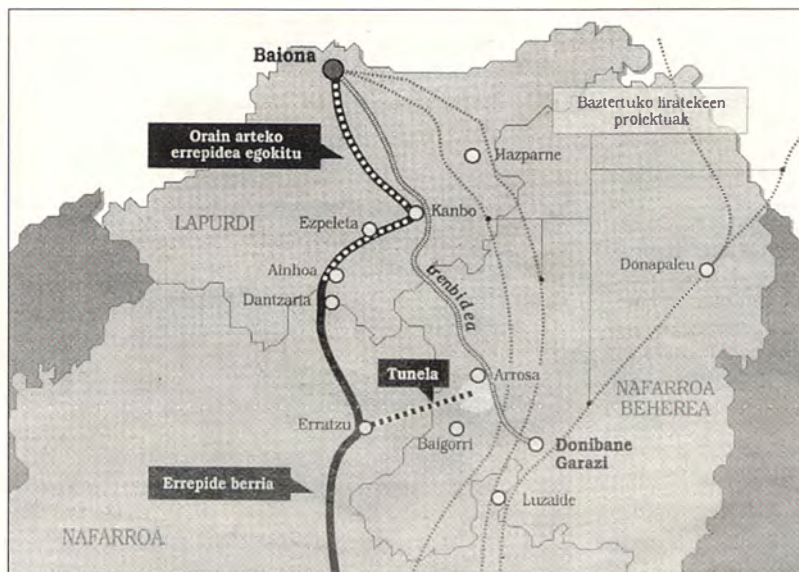 Baiona
Baztertuko liratekeen
proiektuak
Orain arteko
errepidea egokitu
Hazparne
LAPURDI
Ezpeleta
Kanbo
Ainhoa
Donapaleu
Dantzaria
trenbidea
Tunela
Arrosa
NAFARROA
BEHEREA
Erratzu
Baigorri
Donibane
Garazi
Errepide berria
Luzaide
NAFARROA